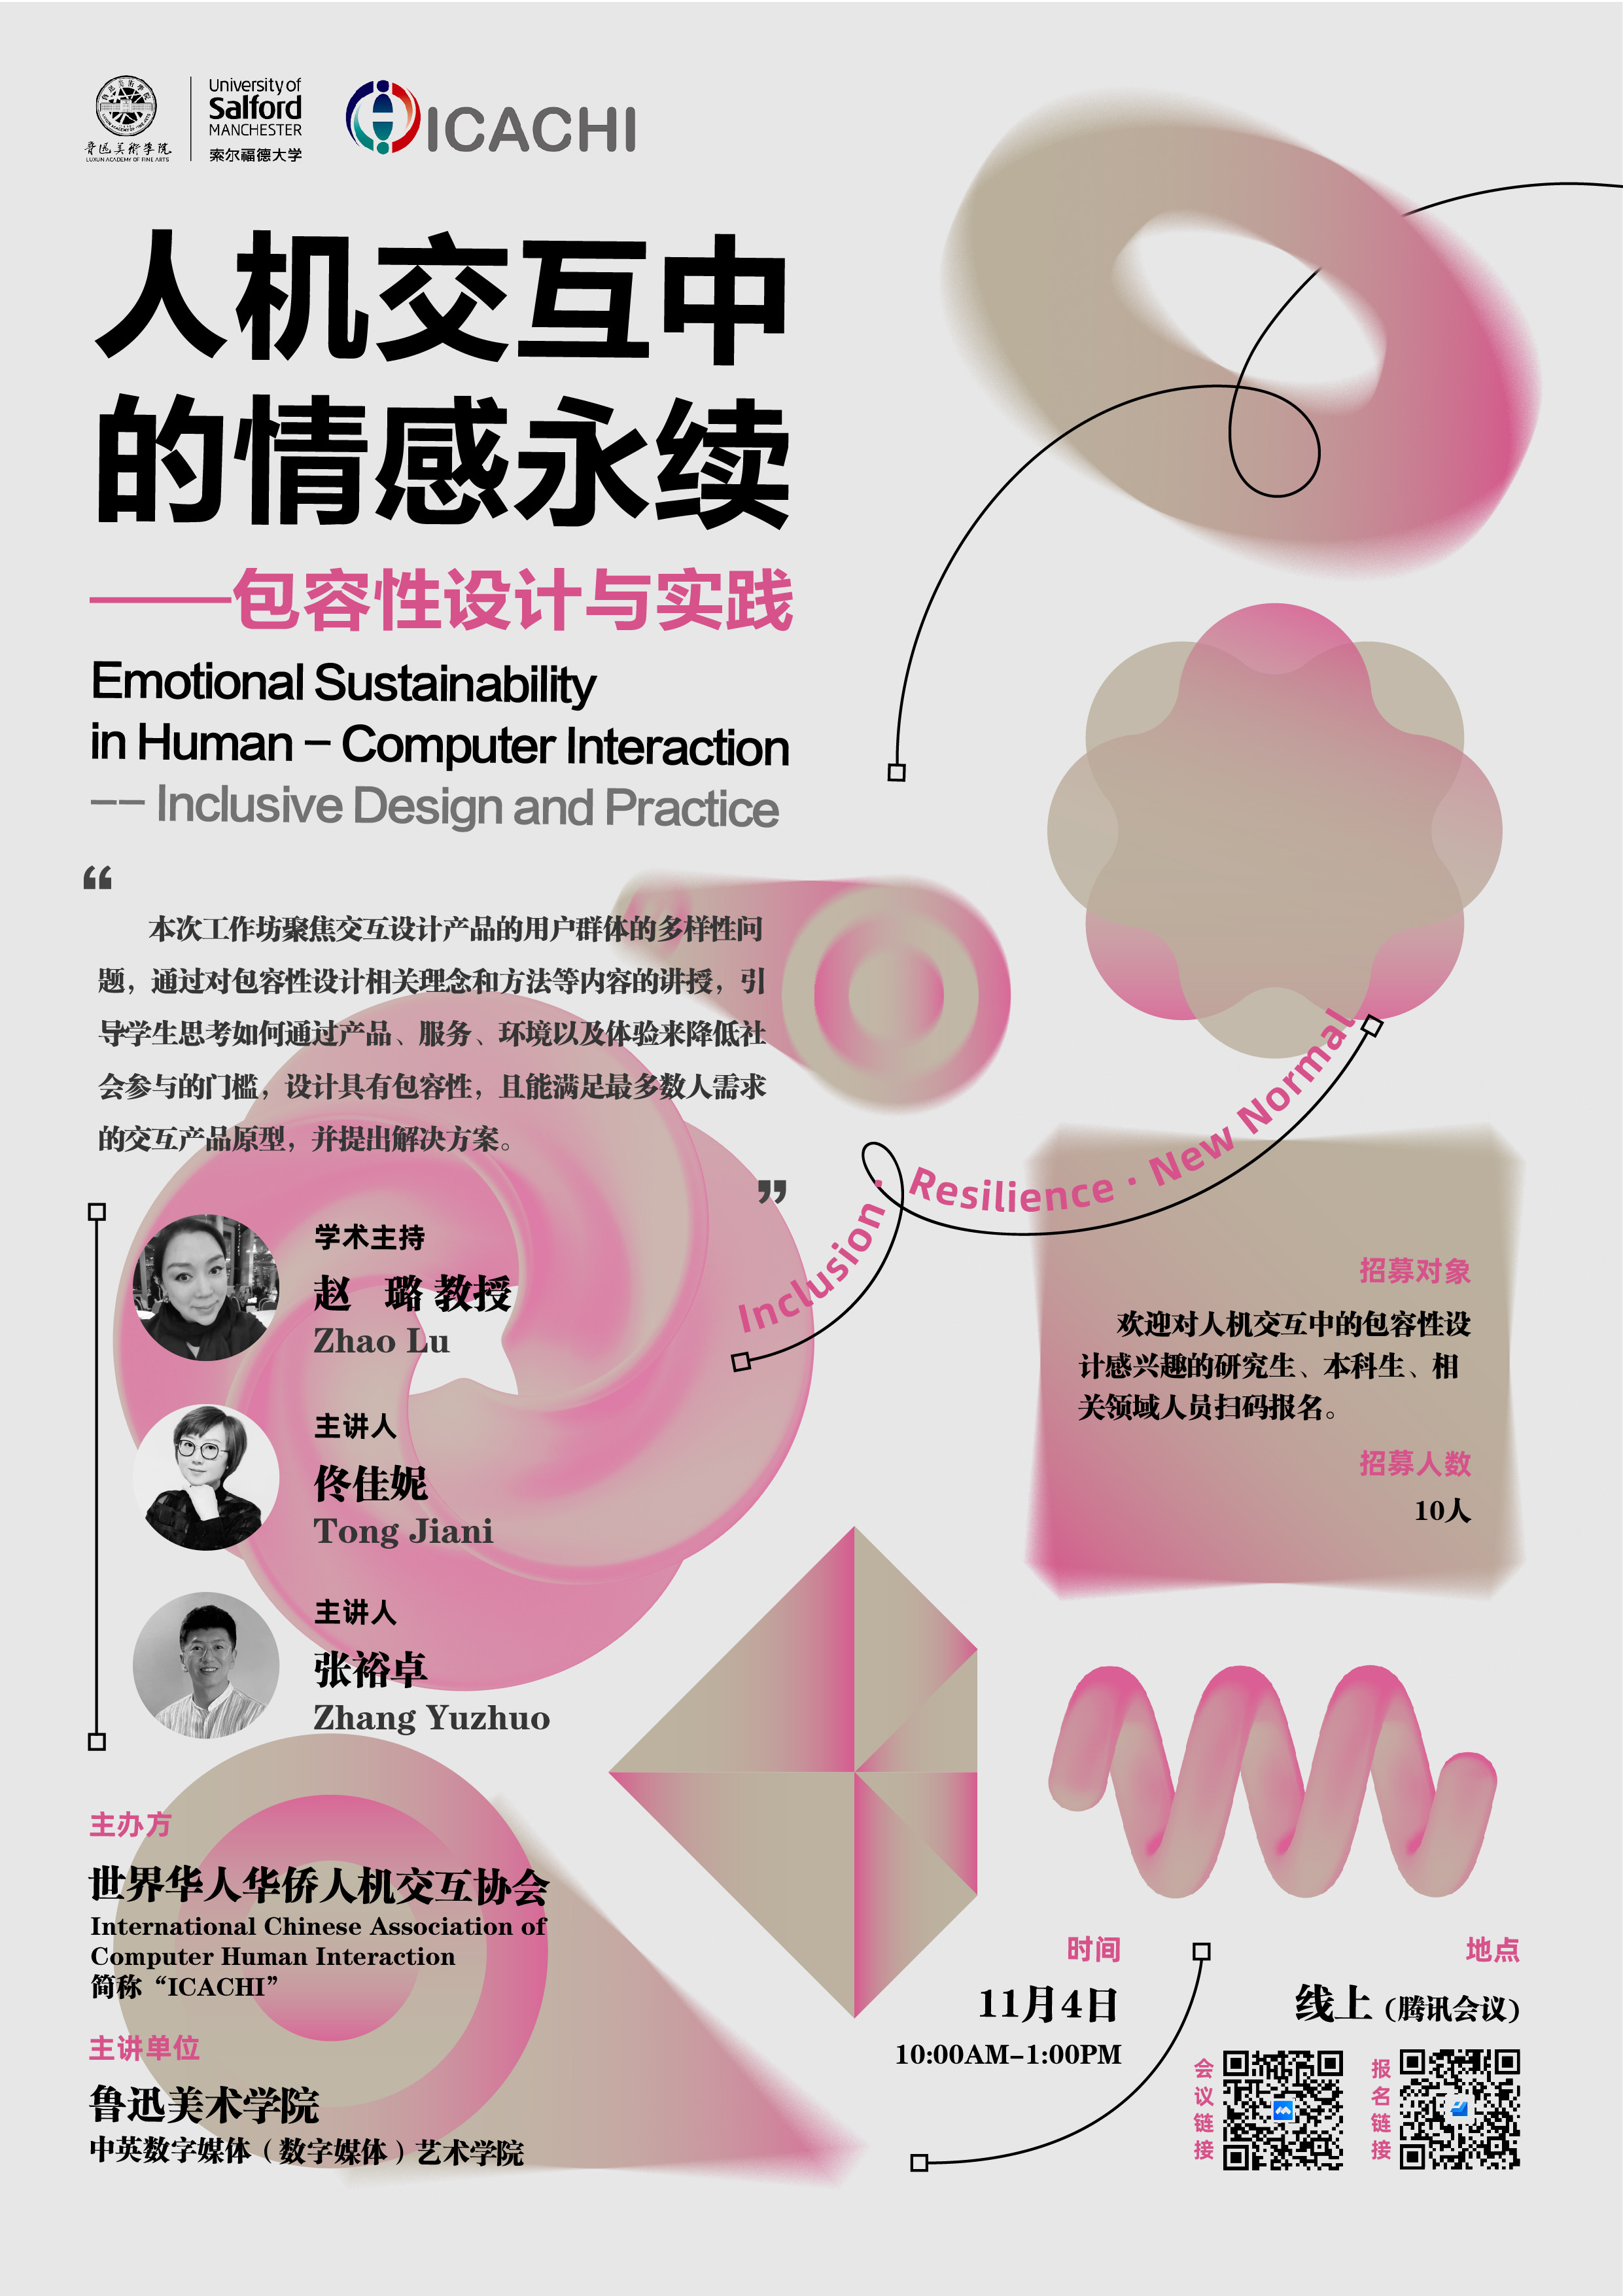 魯迅美術學院
LUXUN ACADEMY OF FINE ARTS
University of
Salford
MANCHESTER
索尔福德大学
ICACHI
人机交互中
的情感永续
——包容性设计与实践
Emotional Sustainability
in Human – Computer Interaction
–– Inclusive Design and Practice
“
本次工作坊聚焦交互设计产品的用户群体的多样性问
题，通过对包容性设计相关理念和方法等内容的讲授，引
导学生思考如何通过产品、服务、环境以及体验来降低社
会参与的门槛，设计具有包容性，且能满足最多数人需求
的交互产品原型，并提出解决方案。
”
Inclusion · Resilience · New Normal
学术主持
赵 璐 教授
Zhao Lu
主讲人
佟佳妮
Tong Jiani
主讲人
张裕卓
Zhang Yuzhuo
招募对象
欢迎对人机交互中的包容性设
计感兴趣的研究生、本科生、相
关领域人员扫码报名。
招募人数
10人
主办方
世界华人华侨人机交互协会
International Chinese Association of
Computer Human Interaction
简称“ICACHI”
主讲单位
鲁迅美术学院
中英数字媒体（数字媒体）艺术学院
时间
11月4日
10:00AM–1:00PM
地点
线上 (腾讯会议)
会议链接
报名链接